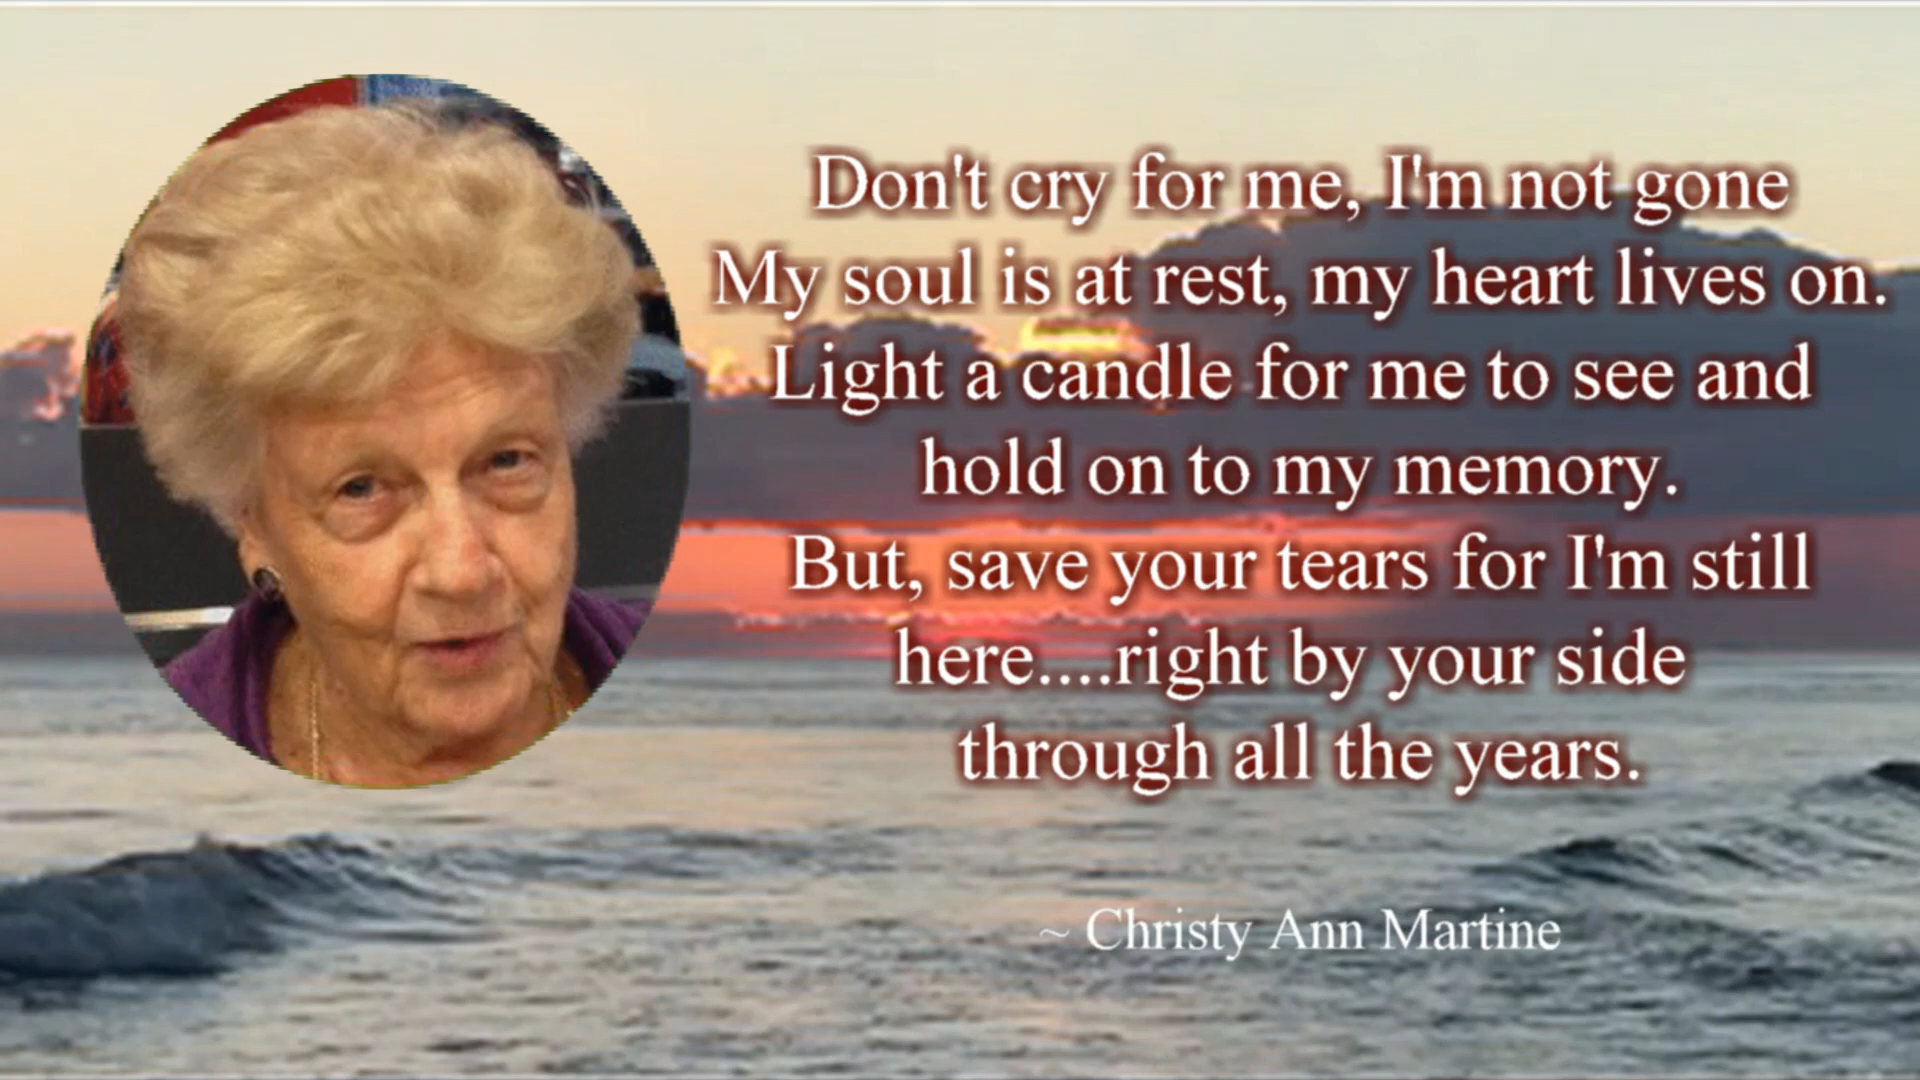 Don't cry for me, I'm not gone
My soul is at rest, my heart lives on.
Light a candle for me to see and
hold on to my memory.
But, save your tears for I'm still
here....right by your side
through all the years.
~ Christy Ann Martine